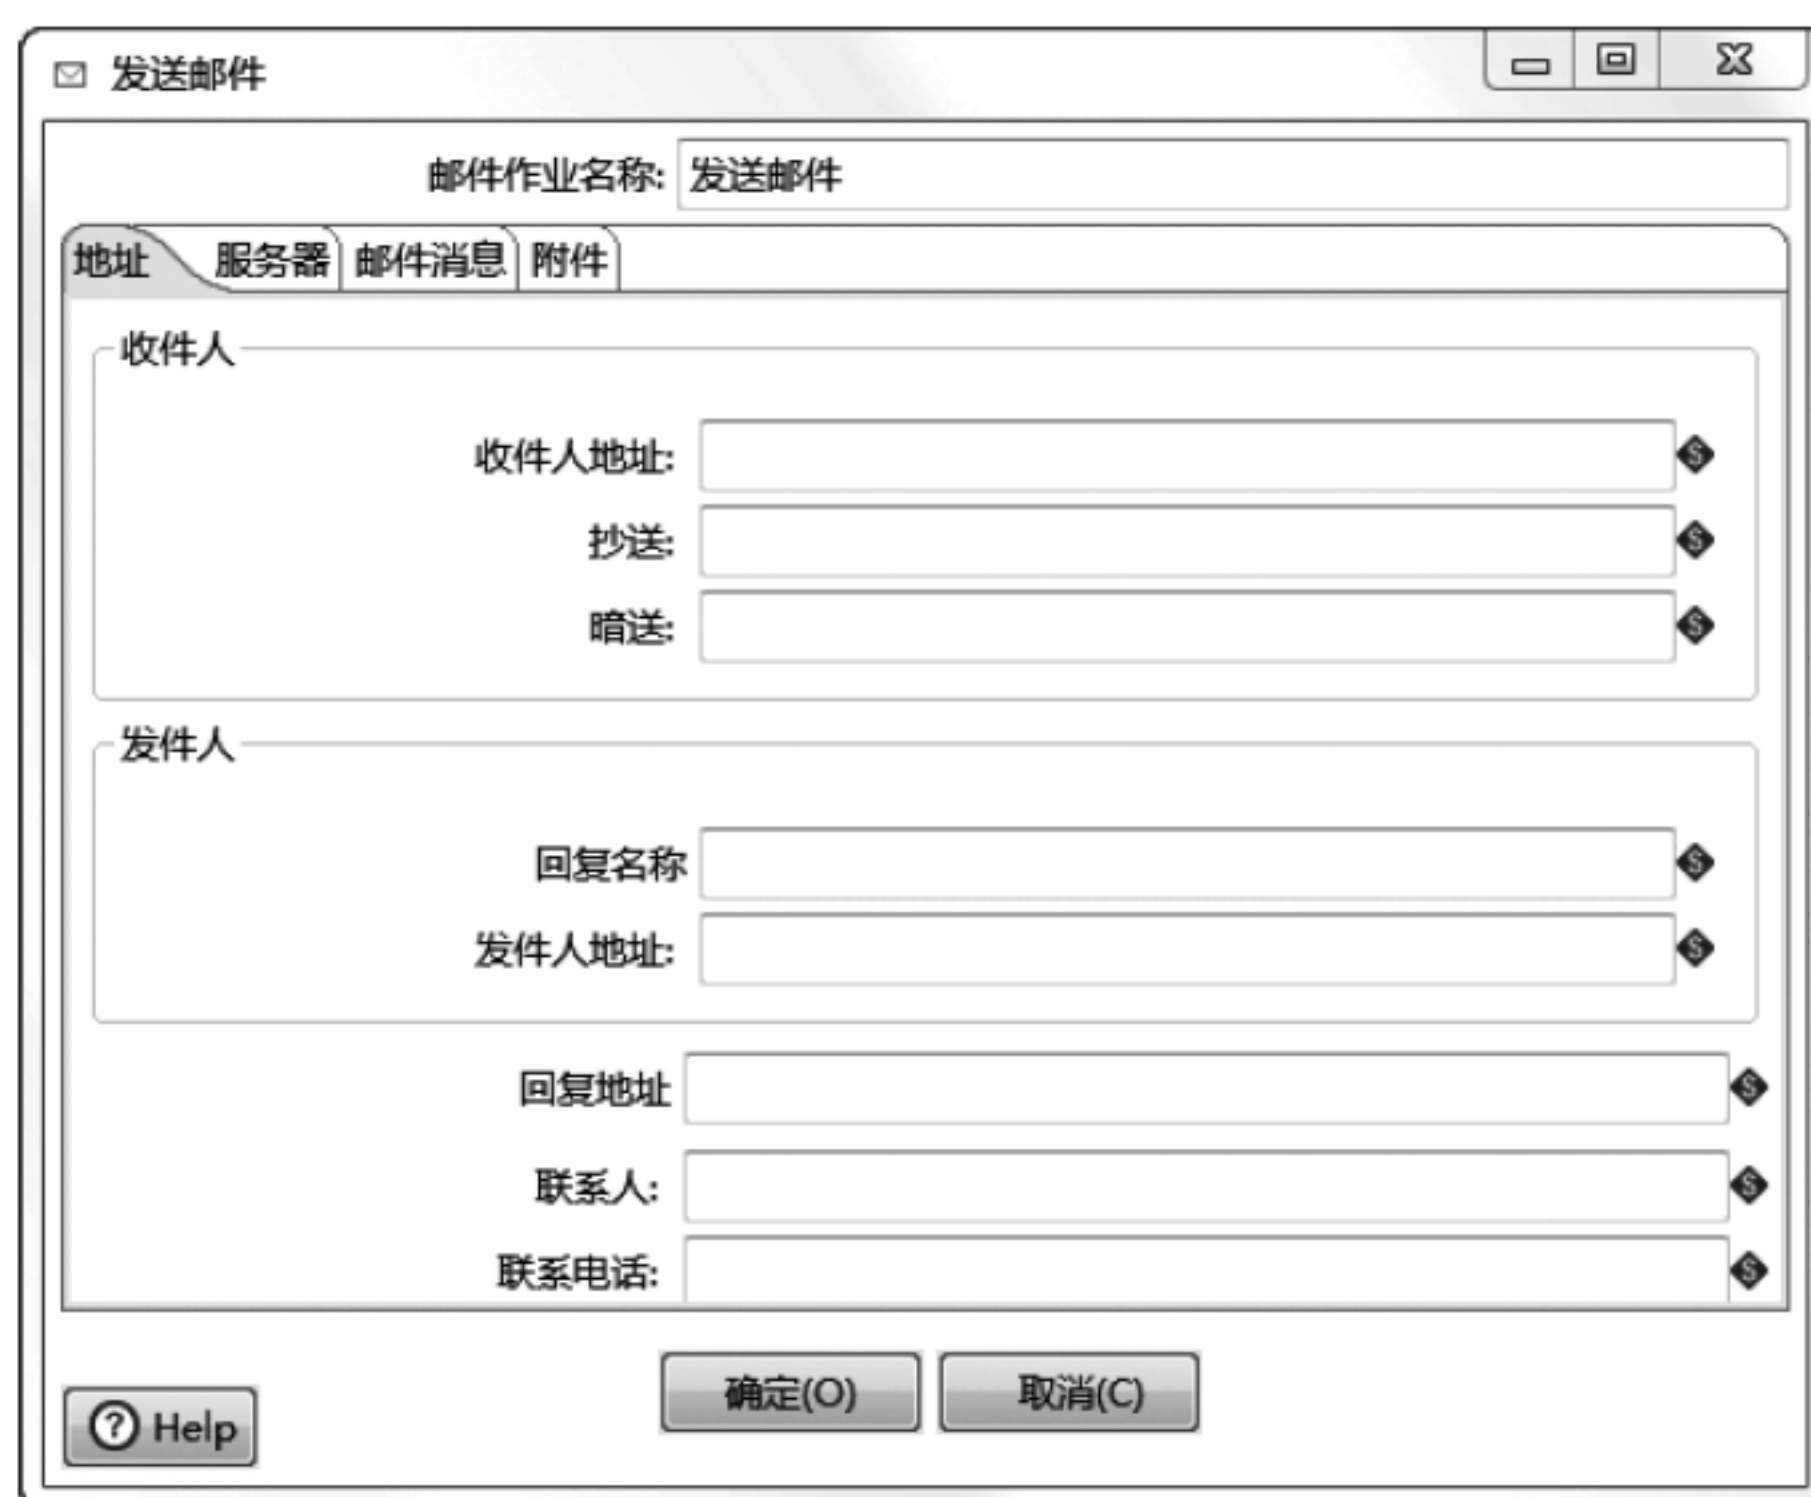 发送邮件
邮件作业名称: 发送邮件
地址 服务器 邮件消息 附件
收件人
收件人地址:
抄送:
暗送:
发件人
回复名称
发件人地址:
回复地址
联系人:
联系电话:
确定(O) 取消(C)
Help